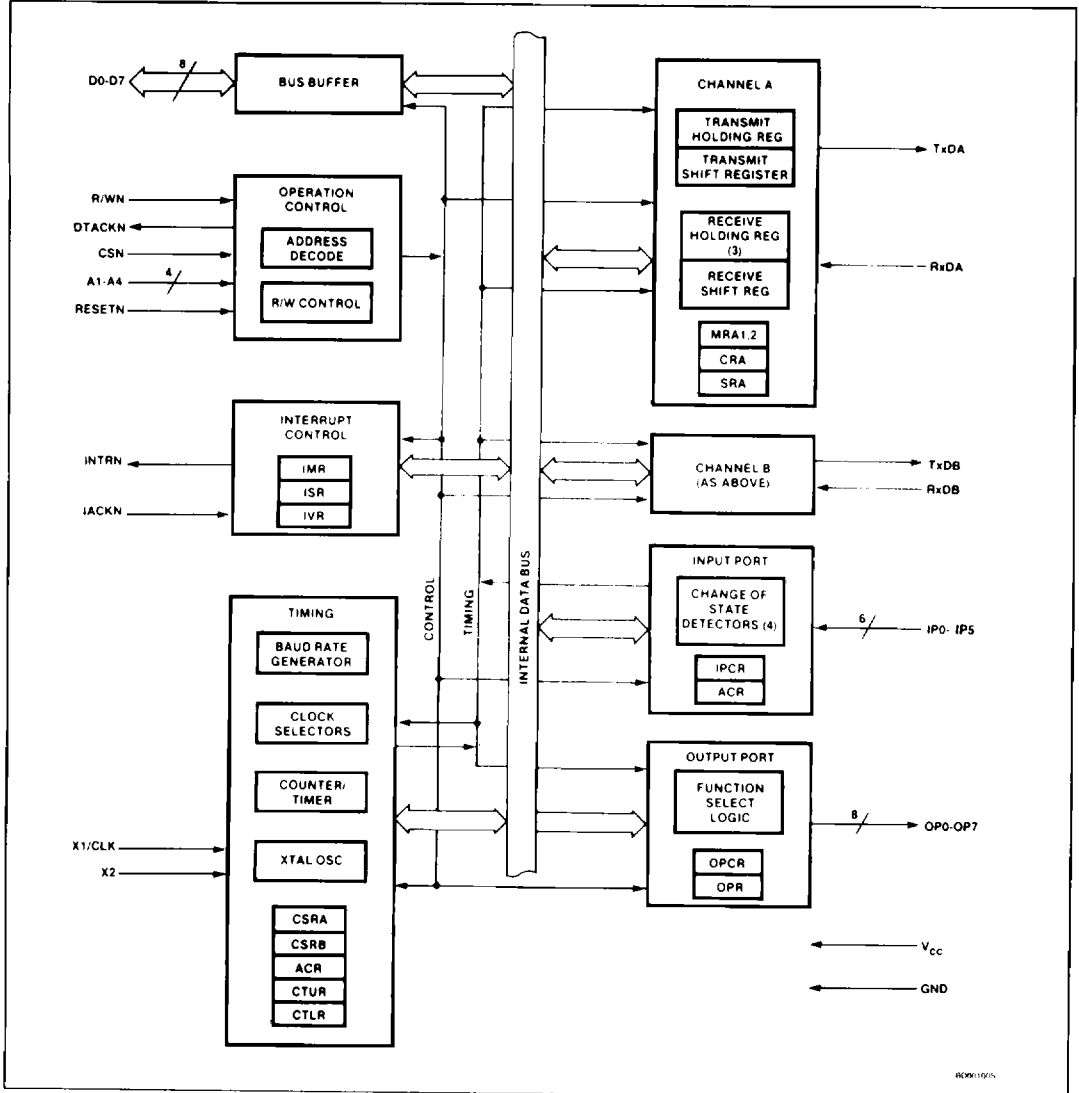 D0-D7
8
BUS BUFFER
R/WN
DTACKN
CSN
A1-A4
4
RESETN
OPERATION
CONTROL
ADDRESS
DECODE
R/W CONTROL
INTRN
IACKN
INTERRUPT
CONTROL
IMR
ISR
IVR
X1/CLK
X2
TIMING
BAUD RATE
GENERATOR
CLOCK
SELECTORS
COUNTER/
TIMER
XTAL OSC
CSRA
CSRB
ACR
CTUR
CTLR
CONTROL
TIMING
INTERNAL DATA BUS
CHANNEL A
TRANSMIT
HOLDING REG
TRANSMIT
SHIFT REGISTER
RECEIVE
HOLDING REG
(3)
RECEIVE
SHIFT REG
MRA1,2
CRA
SRA
TxDA
RxDA
CHANNEL B
(AS ABOVE)
TxDB
RxDB
INPUT PORT
CHANGE OF
STATE
DETECTORS (4)
IPCR
ACR
6
IP0- IP5
OUTPUT PORT
FUNCTION
SELECT
LOGIC
OPCR
OPR
8
OP0-OP7
VCC
GND